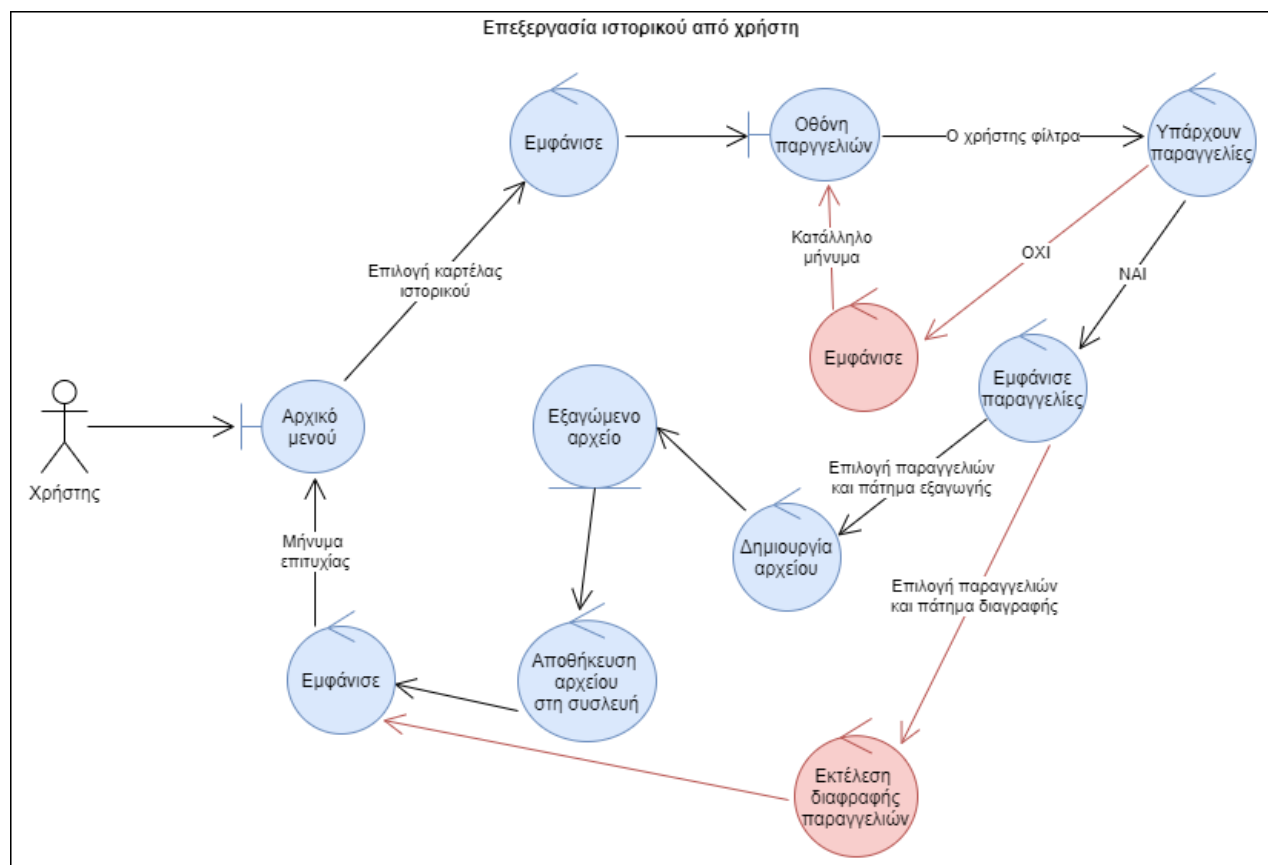 Επεξεργασία ιστορικού από χρήστη
Εμφάνισε
Οθόνη
παργγελιών
Ο χρήστης φίλτρα
Υπάρχουν
παραγγελίες
Επιλογή καρτέλας
ιστορικού
Κατάλληλο
μήνυμα
ΟΧΙ
ΝΑΙ
Εμφάνισε
Εμφάνισε
παραγγελίες
Χρήστης
Αρχικό
μενού
Εξαγώμενο
αρχείο
Επιλογή παραγγελιών
και πάτημα εξαγωγής
Μήνυμα
επιτυχίας
Δημιουργία
αρχείου
Επιλογή παραγγελιών
και πάτημα διαγραφής
Εμφάνισε
Αποθήκευση
αρχείου
στη συσλευή
Εκτέλεση
διαφραφής
παραγγελιών